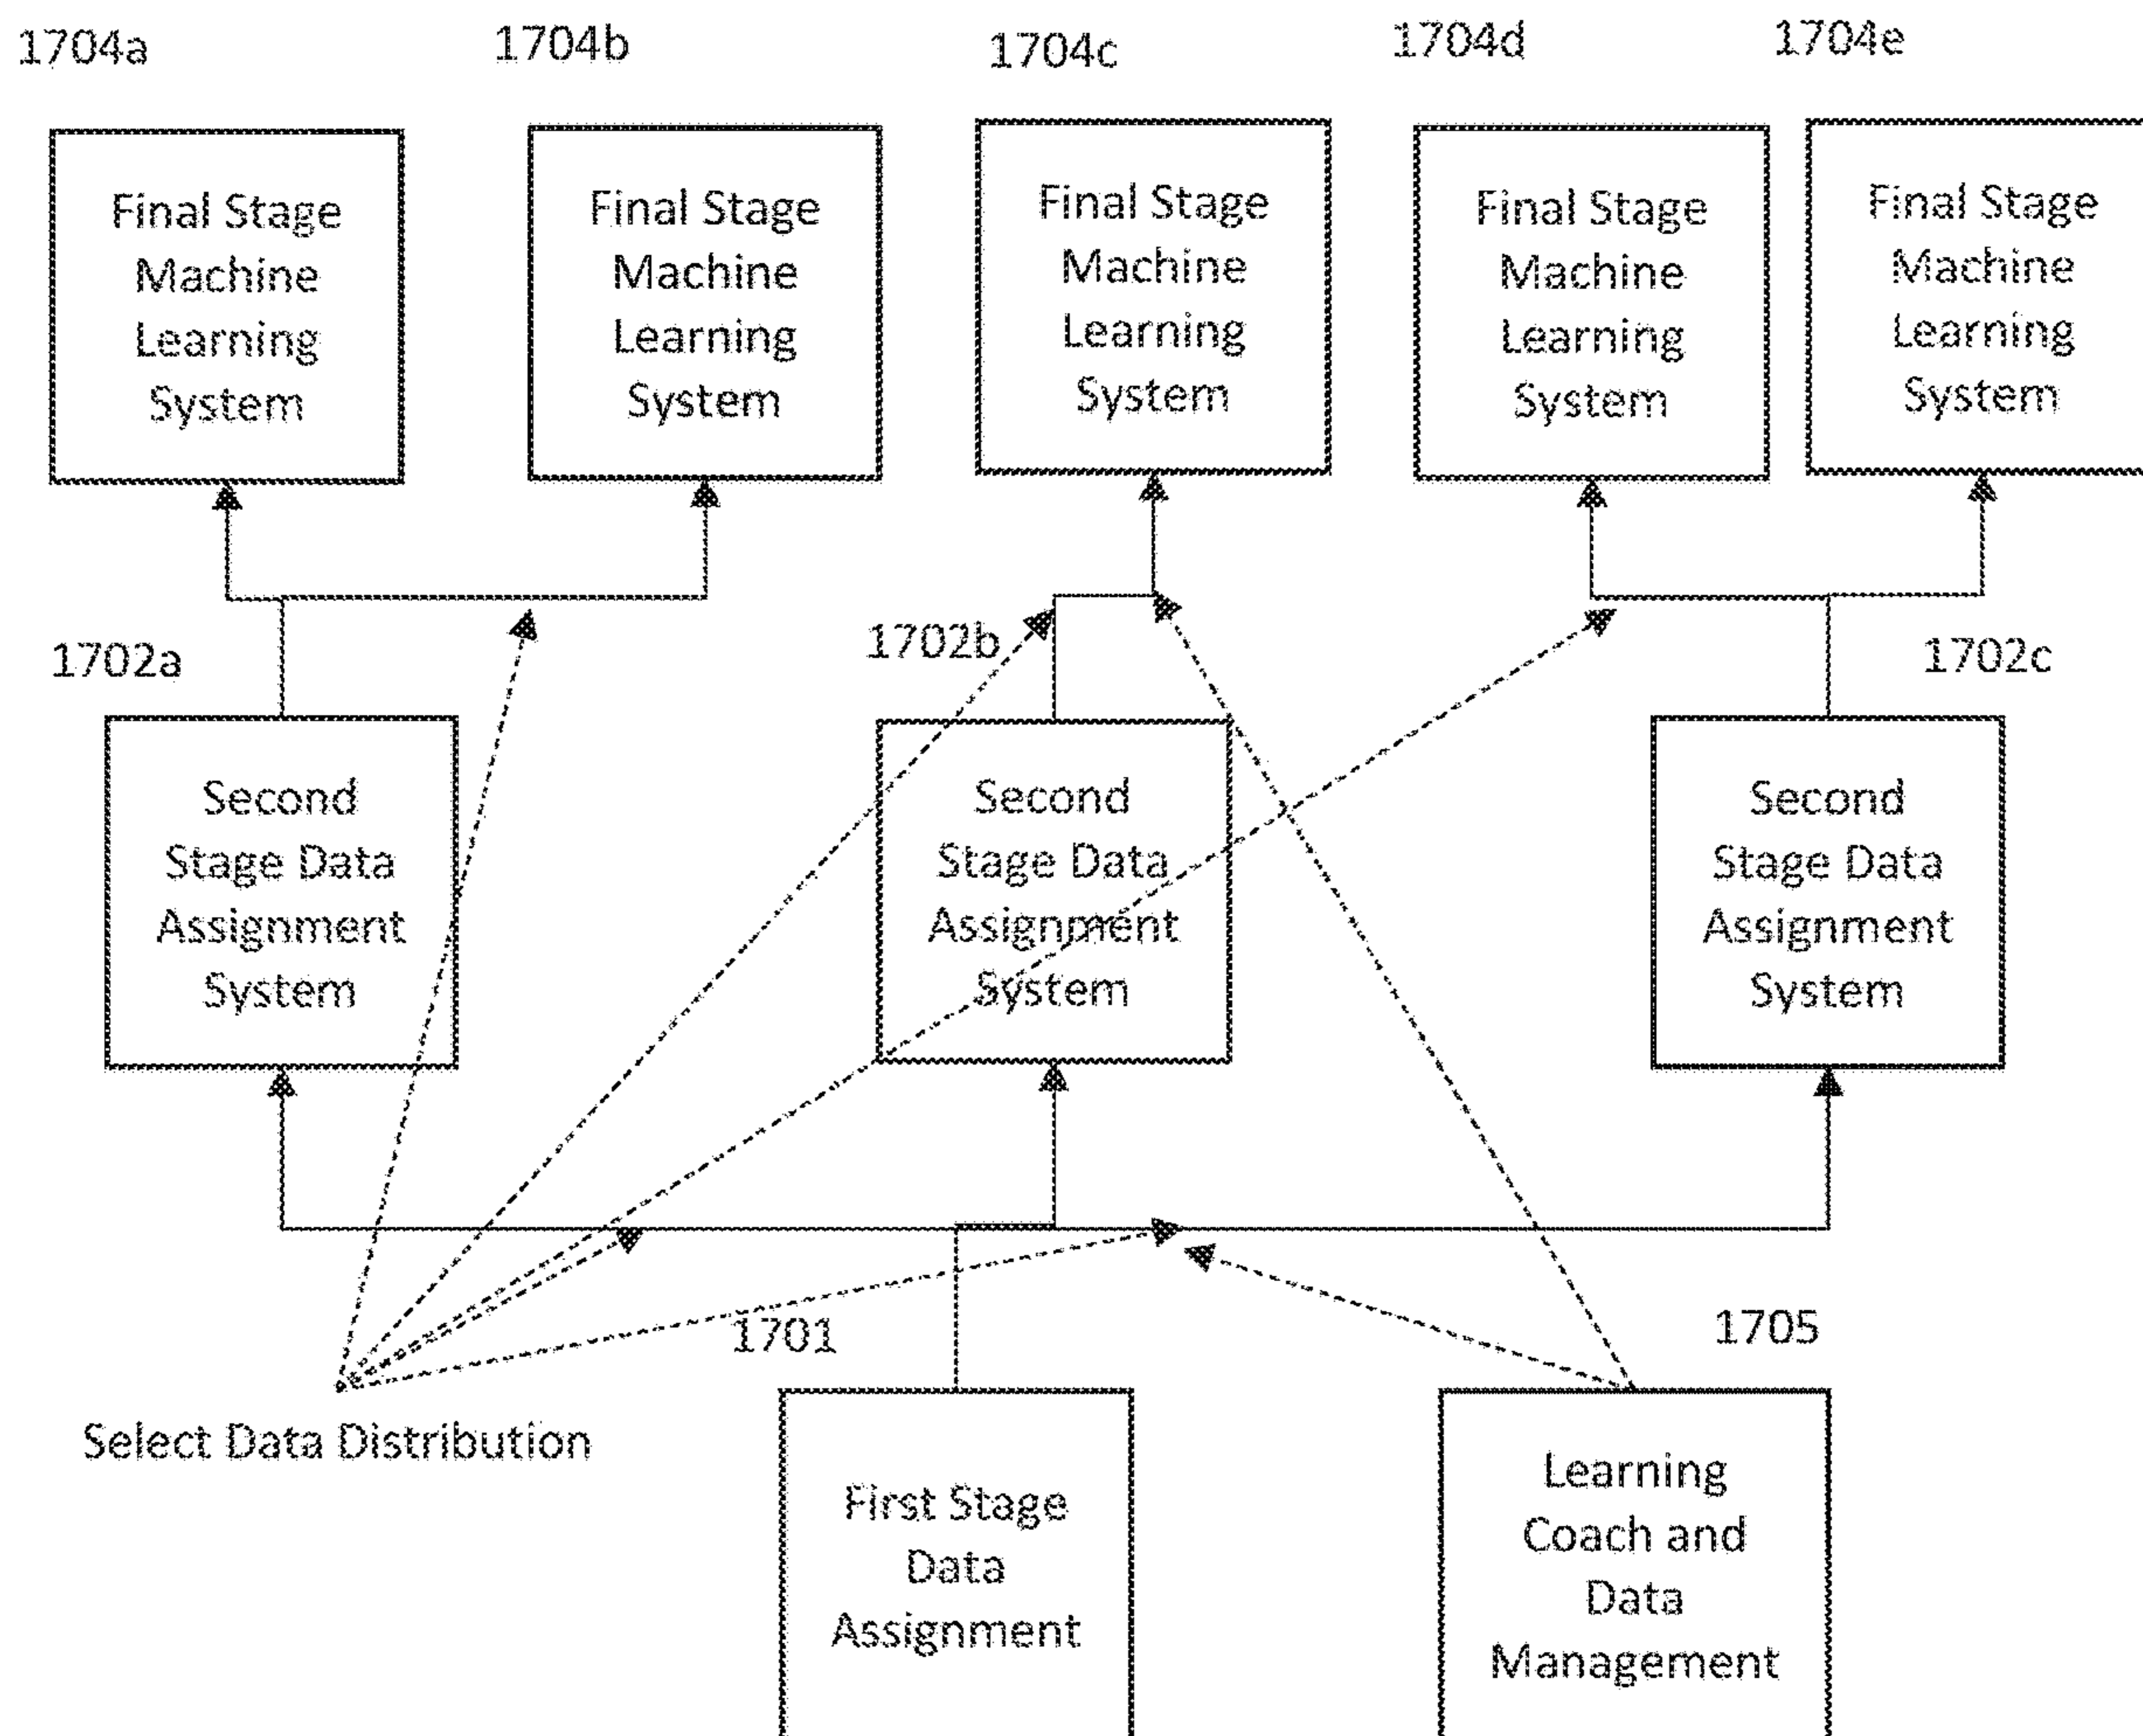 1704a
1704b
1704c
1704d
1704e
Final Stage
Machine
Learning
System
Final Stage
Machine
Learning
System
Final Stage
Machine
Learning
System
Final Stage
Machine
Learning
System
Final Stage
Machine
Learning
System
1702a
1702b
1702c
Second
Stage Data
Assignment
System
Second
Stage Data
Assignment
System
Second
Stage Data
Assignment
System
1701
1705
Select Data Distribution
First Stage
Data
Assignment
Learning
Coach and
Data
Management